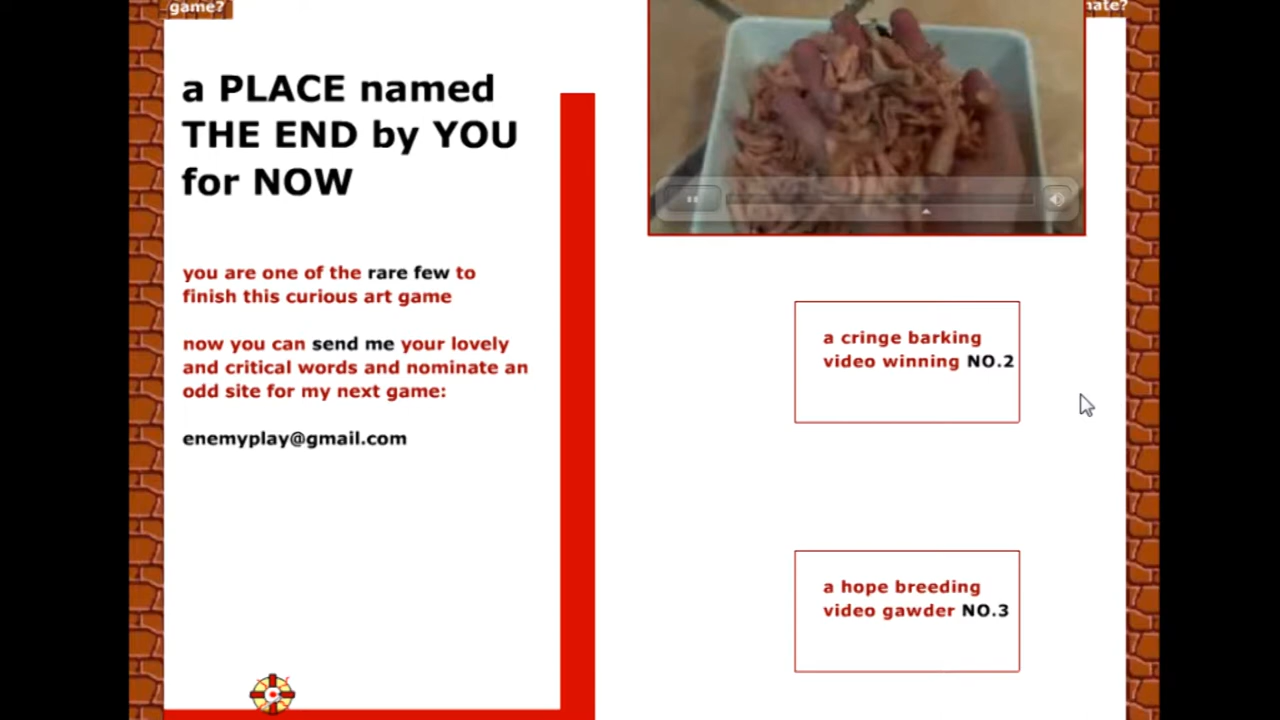 game?
a PLACE named
THE END by YOU
for NOW
you are one of the rare few to
finish this curious art game
now you can send me your lovely
and critical words and nominate an
odd site for my next game:
enemyplay@gmail.com
a cringe barking
video winning NO.2
a hope breeding
video gawder NO.3